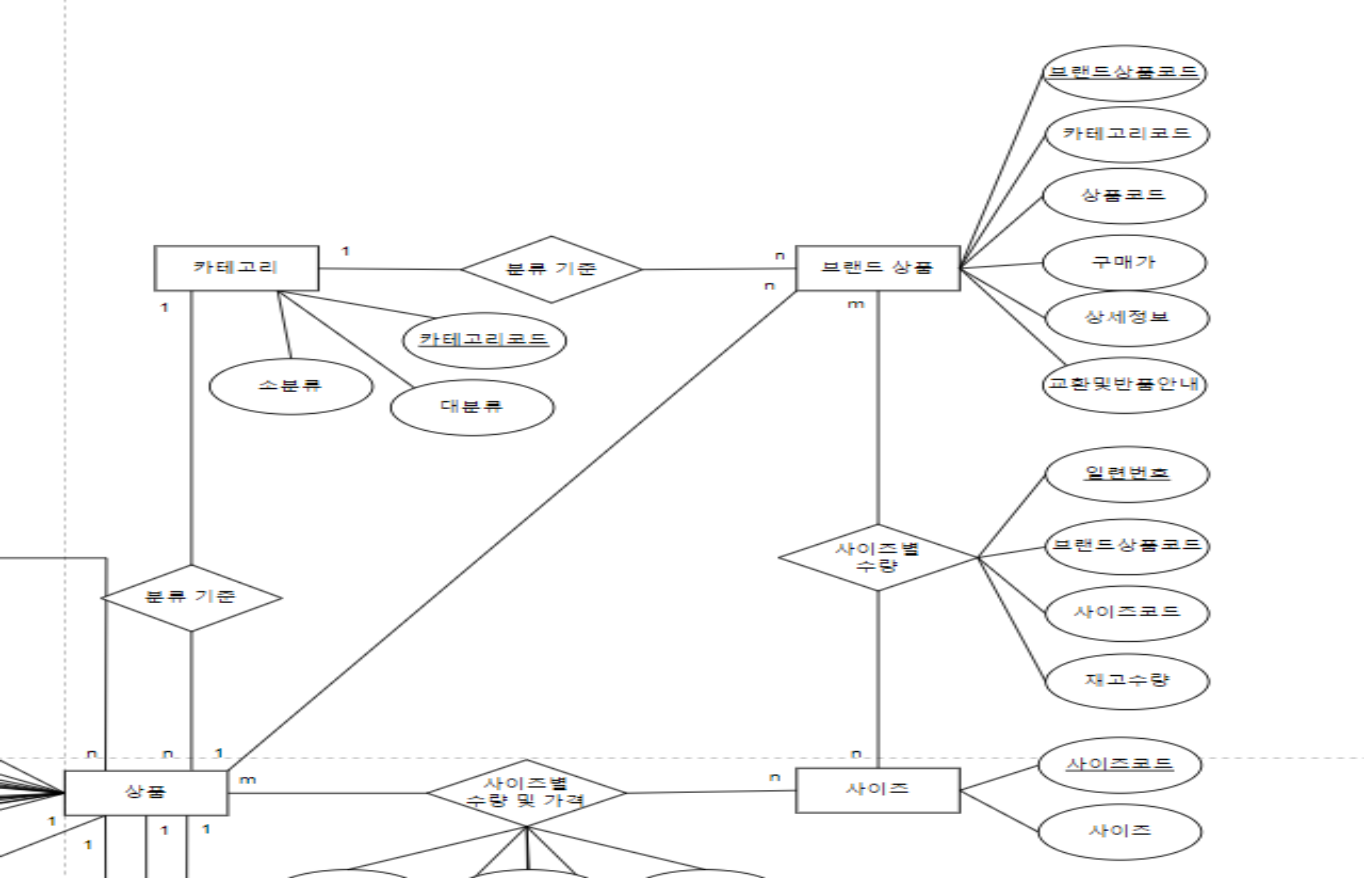 브랜드상품코드
카테고리코드
상품코드
카테고리
1
분류 기준
n
브랜드 상품
구매가
n
1
m
상세정보
카테고리코드
소분류
대분류
교환및반품안내
일련번호
사이즈별
수량
브랜드상품코드
분류 기준
사이즈코드
재고수량
n
n
1
n
사이즈코드
상품
m
사이즈별
수량 및 가격
n
사이즈
1
1
1
1
사이즈